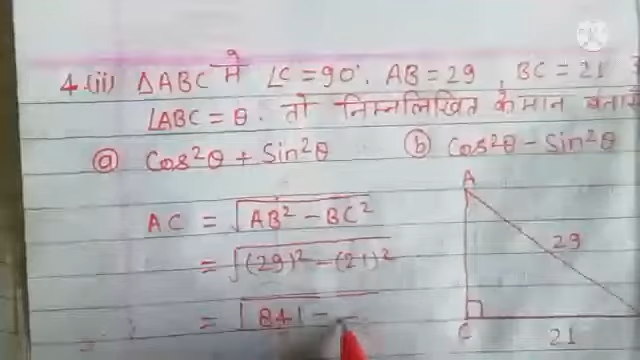 4.(ii) ΔABC में ∠C = 90°. AB = 29, BC = 21
∠ABC = θ. तो निम्नलिखित के मान
(a) Cos²θ + Sin²θ (b) Cos²θ - Sin²θ
AC = √AB² - BC²
= √(29)² - (21)²
= √841 -
A
29
C
21